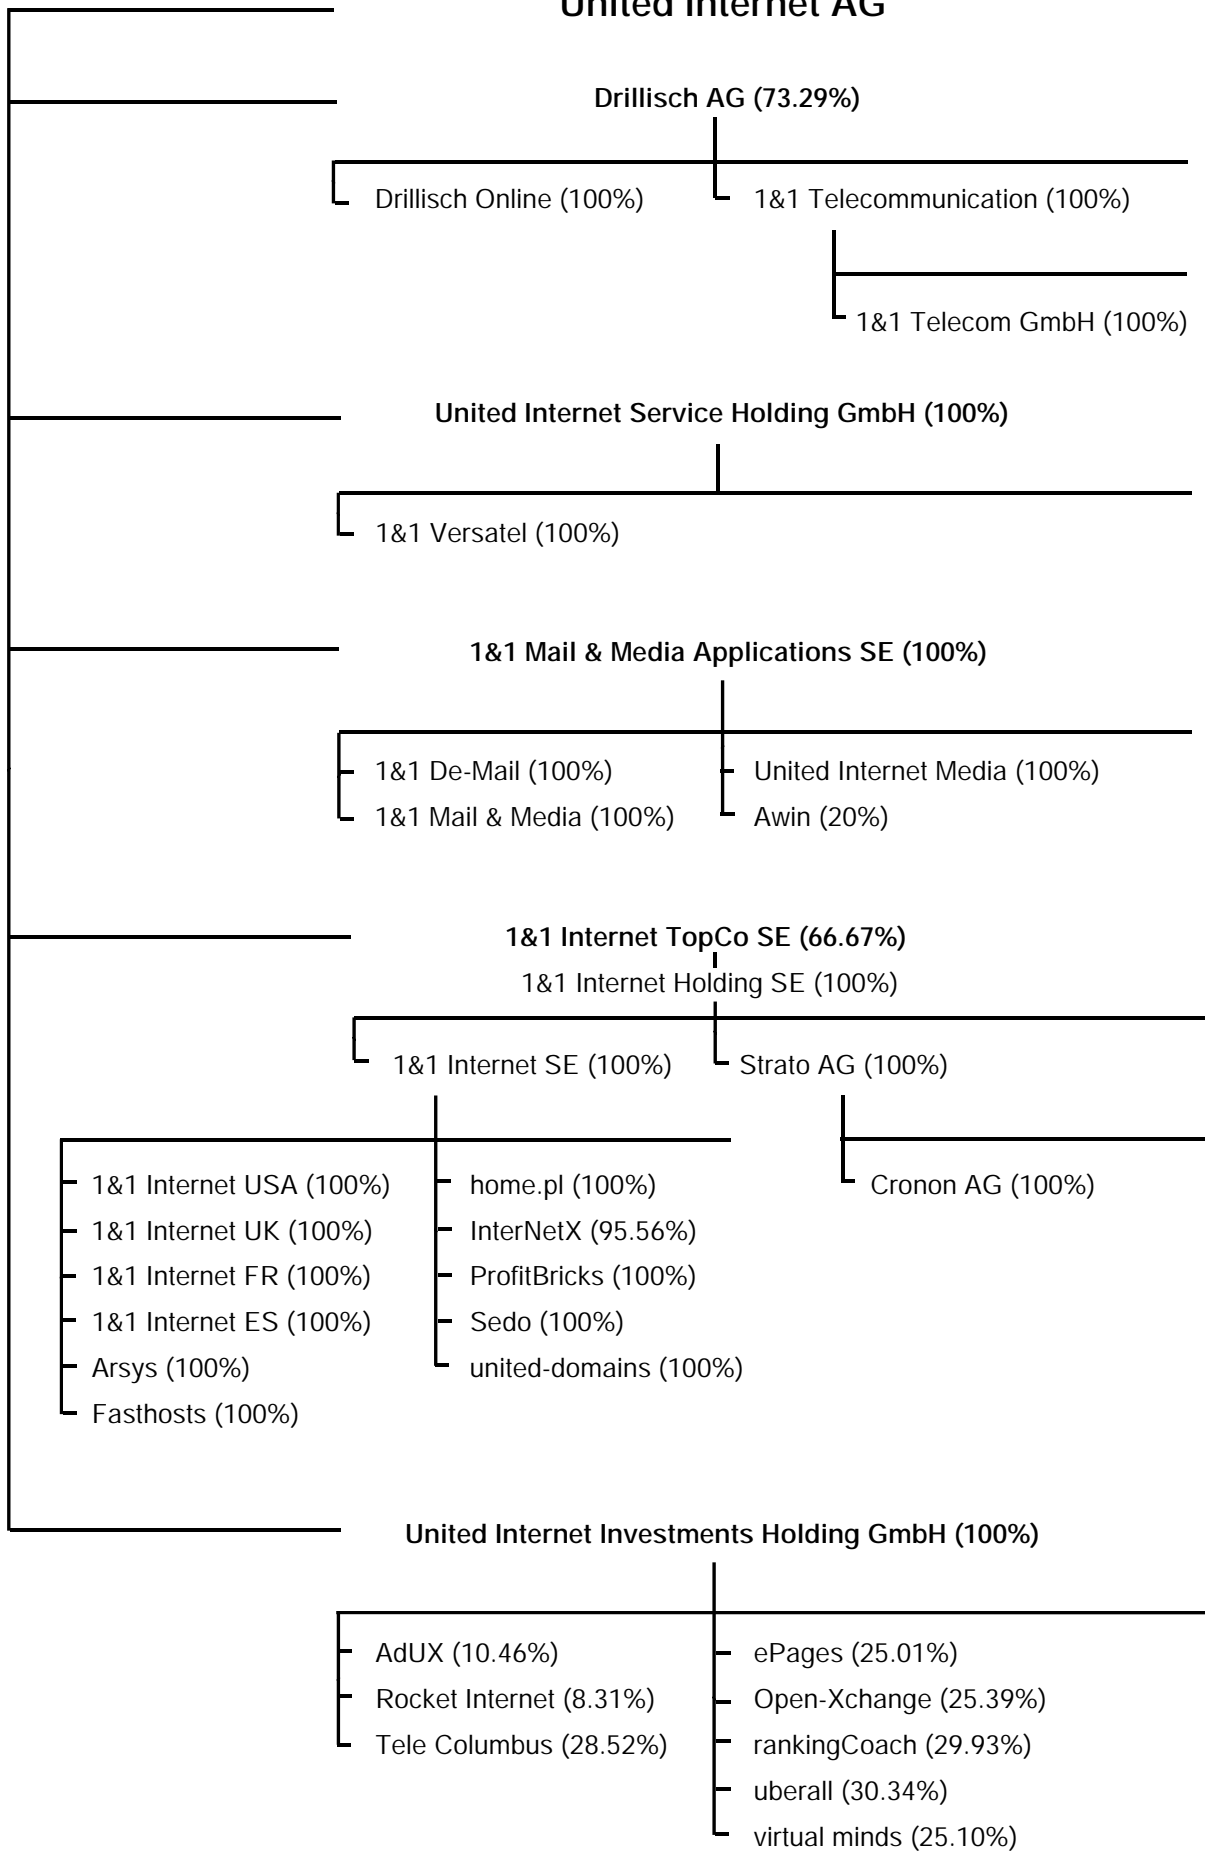 United Internet AG
Drillisch AG (73.29%)
Drillisch Online (100%)
1&1 Telecommunication (100%)
1&1 Telecom GmbH (100%)
United Internet Service Holding GmbH (100%)
1&1 Versatel (100%)
1&1 Mail & Media Applications SE (100%)
1&1 De-Mail (100%)
1&1 Mail & Media (100%)
United Internet Media (100%)
Awin (20%)
1&1 Internet TopCo SE (66.67%)
1&1 Internet Holding SE (100%)
1&1 Internet SE (100%)
Strato AG (100%)
1&1 Internet USA (100%)
1&1 Internet UK (100%)
1&1 Internet FR (100%)
1&1 Internet ES (100%)
Arsys (100%)
Fasthosts (100%)
home.pl (100%)
InterNetX (95.56%)
ProfitBricks (100%)
Sedo (100%)
united-domains (100%)
Cronon AG (100%)
United Internet Investments Holding GmbH (100%)
AdUX (10.46%)
Rocket Internet (8.31%)
Tele Columbus (28.52%)
ePages (25.01%)
Open-Xchange (25.39%)
rankingCoach (29.93%)
uberall (30.34%)
virtual minds (25.10%)